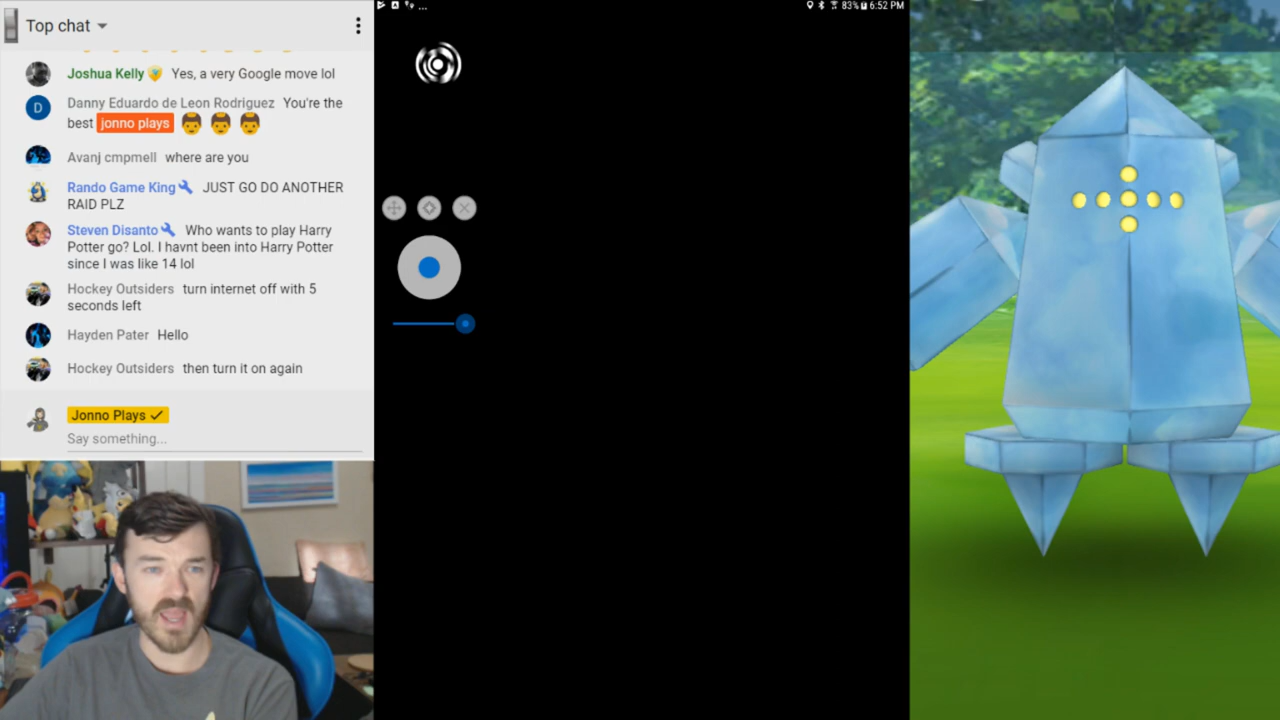 Top chat
... 83% 6:52 PM
Joshua Kelly Yes, a very Google move lol
Danny Eduardo de Leon Rodriguez You're the
best jonno plays
Avanj cmpmell where are you
Rando Game King JUST GO DO ANOTHER
RAID PLZ
Steven Disanto Who wants to play Harry
Potter go? Lol. I havnt been into Harry Potter
since I was like 14 lol
Hockey Outsiders turn internet off with 5
seconds left
Hayden Pater Hello
Hockey Outsiders then turn it on again
Jonno Plays
Say something...
D